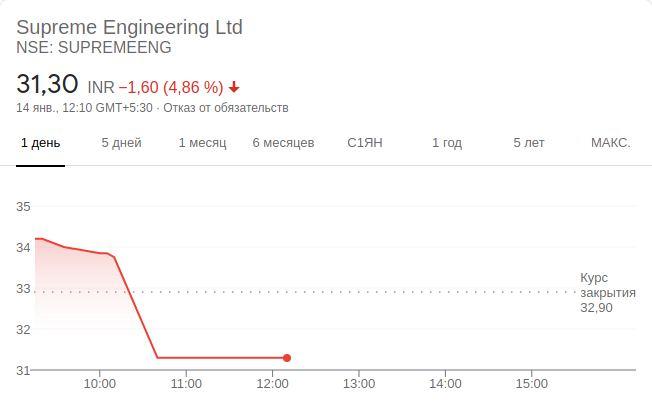 Supreme Engineering Ltd
NSE: SUPREMEENG
31,30 INR −1,60 (4,86 %)
14 янв., 12:10 GMT+5:30 · Отказ от обязательств
1 день 5 дней 1 месяц 6 месяцев С1ЯН 1 год 5 лет МАКС.
35
34
33
32
31
Курс
закрытия
32,90
10:00 11:00 12:00 13:00 14:00 15:00